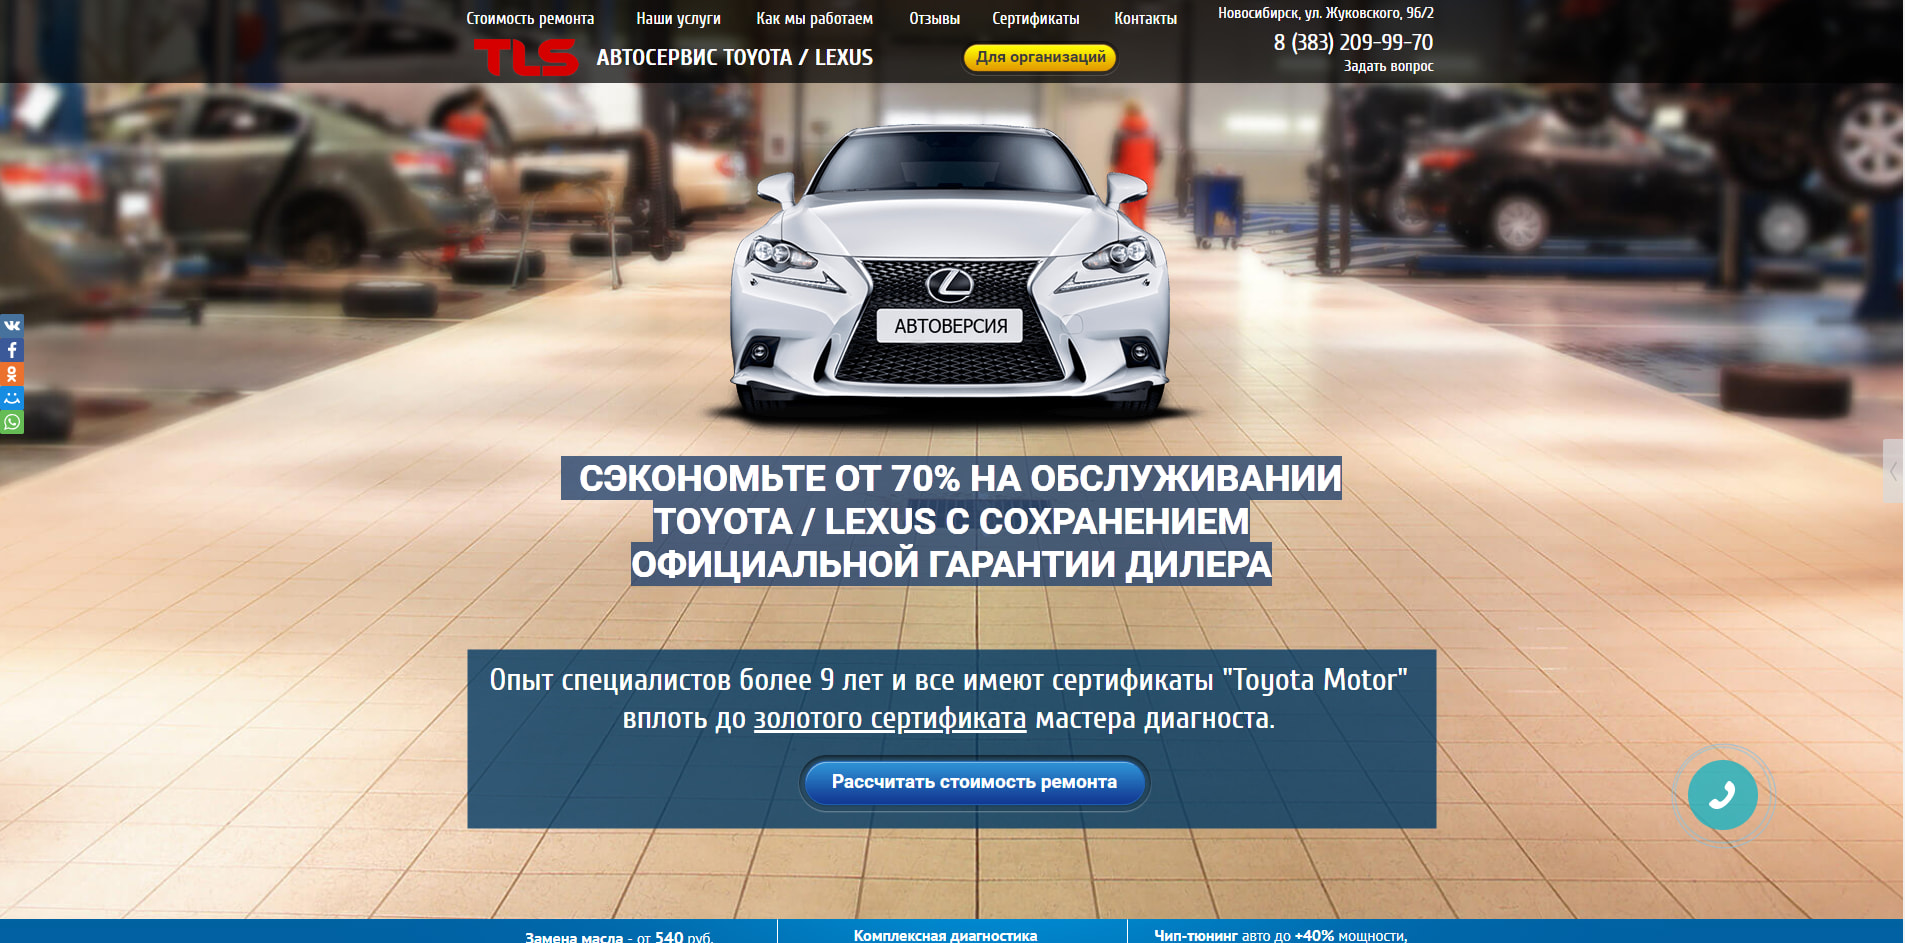 Стоимость ремонта
Наши услуги
Как мы работаем
Отзывы
Сертификаты
Контакты
Новосибирск, ул. Жуковского, 96/2
TLS
АВТОСЕРВИС TOYOTA / LEXUS
Для организаций
8 (383) 209-99-70
Задать вопрос
АВТОВЕРСИЯ
СЭКОНОМЬТЕ ОТ 70% НА ОБСЛУЖИВАНИИ
TOYOTA / LEXUS С СОХРАНЕНИЕМ
ОФИЦИАЛЬНОЙ ГАРАНТИИ ДИЛЕРА
Опыт специалистов более 9 лет и все имеют сертификаты "Toyota Motor"
вплоть до золотого сертификата мастера диагноста.
Рассчитать стоимость ремонта
Замена масла - от 540 руб.
Комплексная диагностика
Чип-тюнинг авто до +40% мощности,